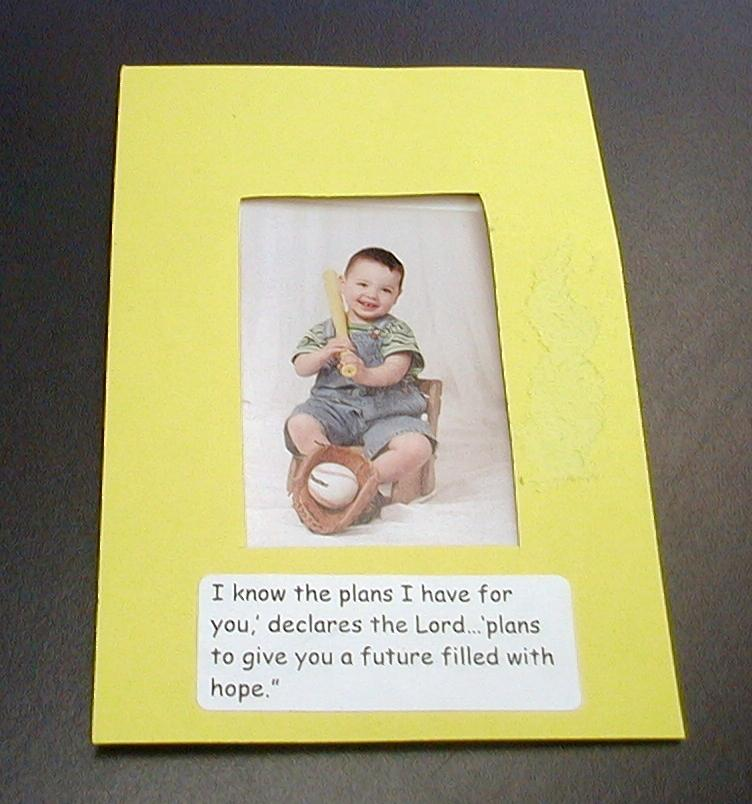 I know the plans I have for
you,' declares the Lord...'plans
to give you a future filled with
hope."